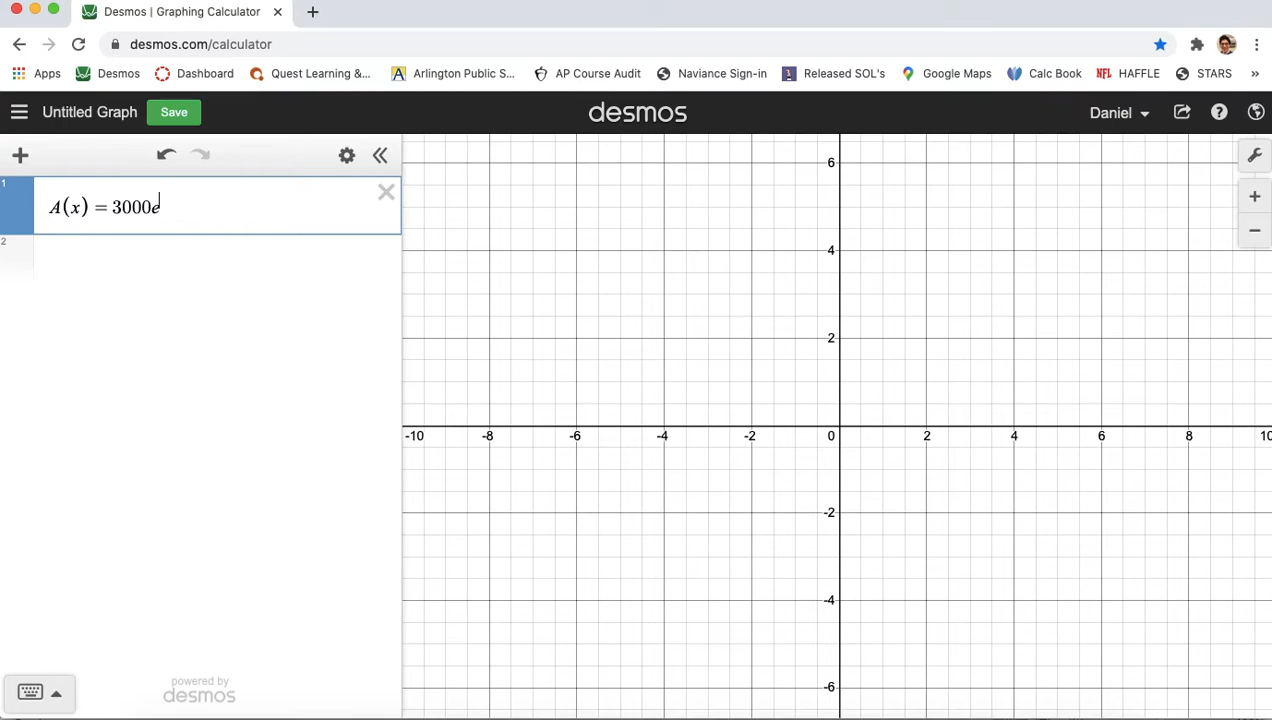 Desmos | Graphing Calculator
desmos.com/calculator
Apps Desmos Dashboard Quest Learning &... Arlington Public S... AP Course Audit Naviance Sign-in Released SOL's Google Maps Calc Book NFL HAFFLE STARS »
Untitled Graph Save desmos Daniel
1
A(x) = 3000e
2
6
4
2
-10 -8 -6 -4 -2 0 2 4 6 8 10
-2
-4
-6
powered by
desmos